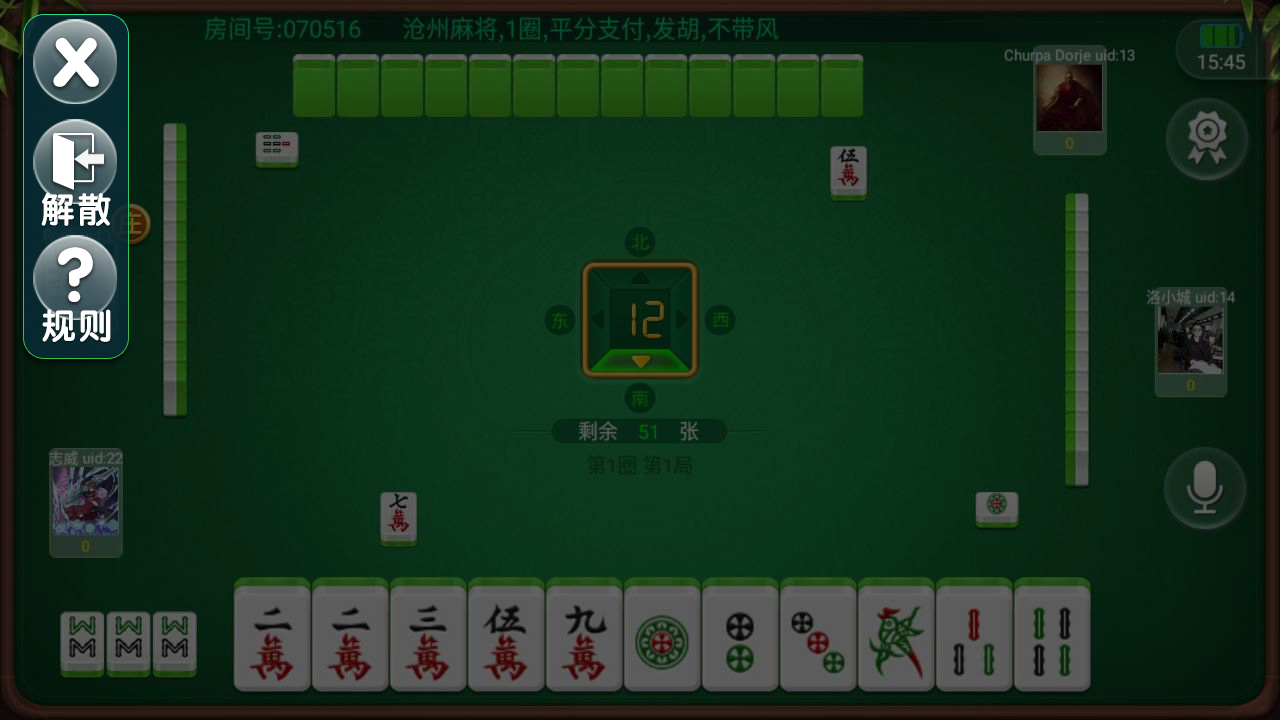 房间号:070516 沧州麻将,1圈,平分支付,发胡,不带风
15:45
Churpa Dorje uid:13
0
解散
庄
规则
伍萬
北
东
12
西
南
洛小城 uid:14
0
剩余 51 张
第1圈 第1局
志威 uid:22
0
七萬
二萬 二萬 三萬 伍萬 九萬